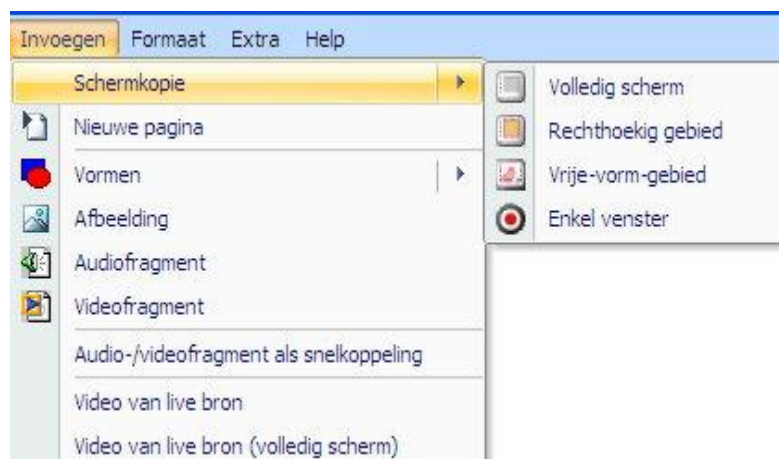 Invoegen Formaat Extra Help
Schermkopie
Nieuwe pagina
Vormen
Afbeelding
Audiofragment
Videofragment
Audio-/videofragment als snelkoppeling
Video van live bron
Video van live bron (volledig scherm)
Volledig scherm
Rechthoekig gebied
Vrije-vorm-gebied
Enkel venster